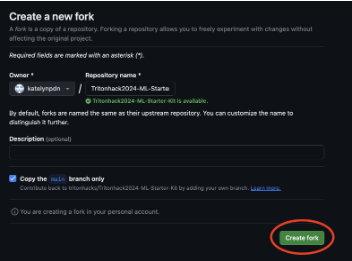 Create a new fork
A fork is a copy of a repository. Forking a repository allows you to freely experiment with changes without
affecting the original project.
Required fields are marked with an asterisk (*).
Owner * Repository name *
katelynpdn / Tritonhack2024-ML-Starte
Tritonhack2024-ML-Starter-Kit is available.
By default, forks are named the same as their upstream repository. You can customize the name to
distinguish it further.
Description (optional)
Copy the main branch only
Contribute back to tritonhacks/Tritonhack2024-ML-Starter-Kit by adding your own branch. Learn more.
You are creating a fork in your personal account.
Create fork